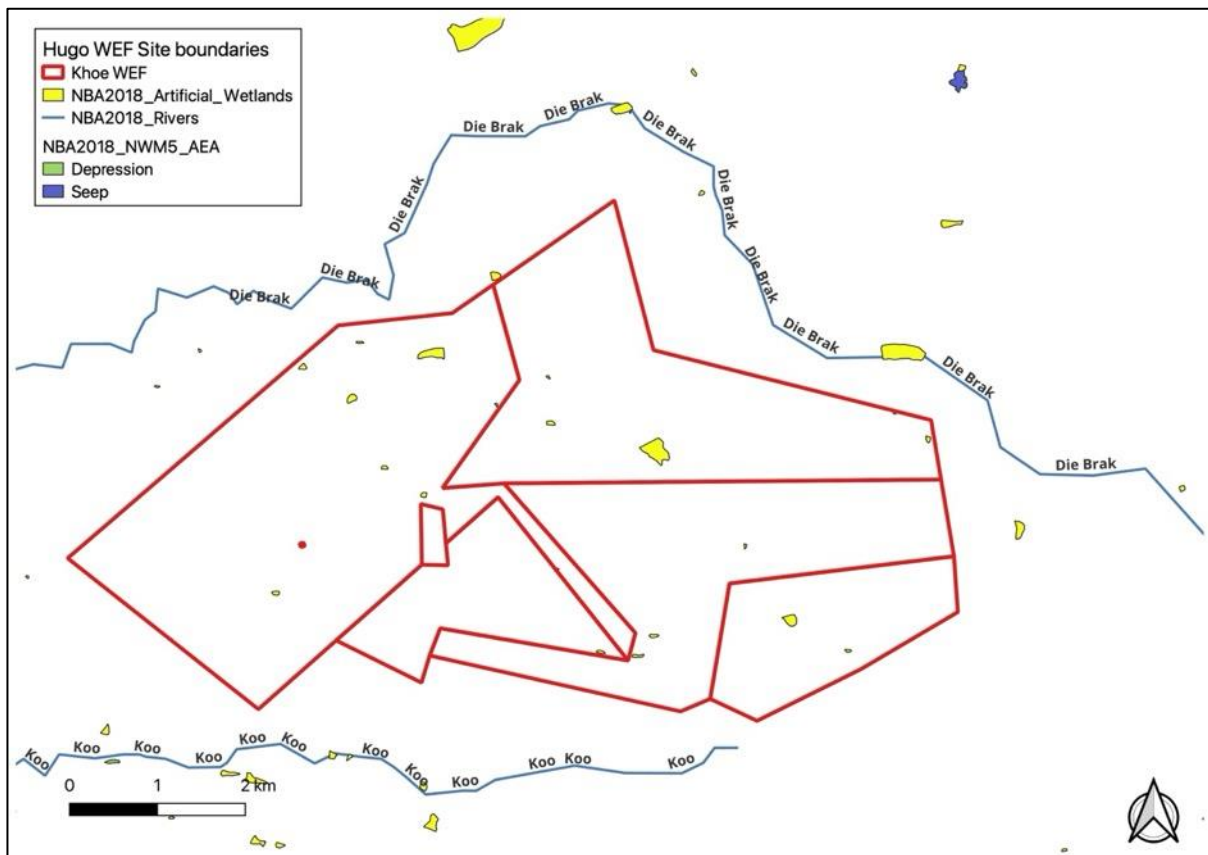 Hugo WEF Site boundaries
Khoe WEF
NBA2018_Artificial_Wetlands
NBA2018_Rivers
NBA2018_NWM5_AEA
Depression
Seep
Die Brak
Die Brak
Die Brak
Die Brak
Die Brak
Die Brak
Die Brak
Die Brak
Die Brak
Die Brak
Die Brak
Koo
Koo
Koo
Koo
Koo
Koo
Koo
Koo
Koo
Koo
Koo
Koo
0 1 2 km